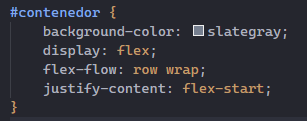 #contenedor {
background-color: slategray;
display: flex;
flex-flow: row wrap;
justify-content: flex-start;
}